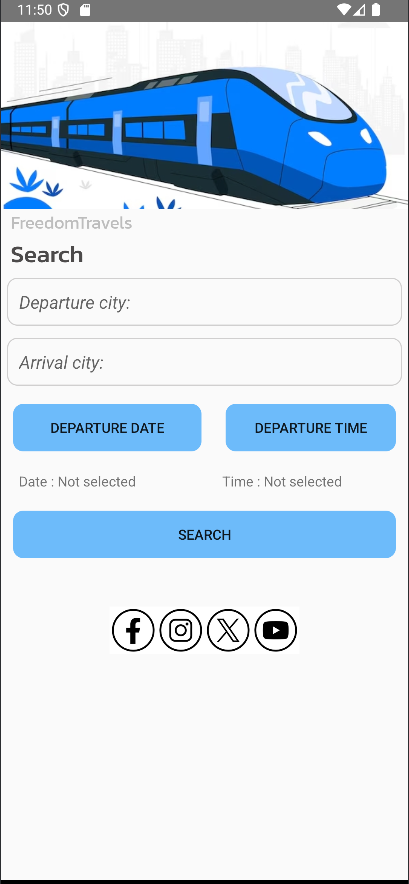 11:50
FreedomTravels
Search
Departure city:
Arrival city:
DEPARTURE DATE DEPARTURE TIME
Date : Not selected Time : Not selected
SEARCH